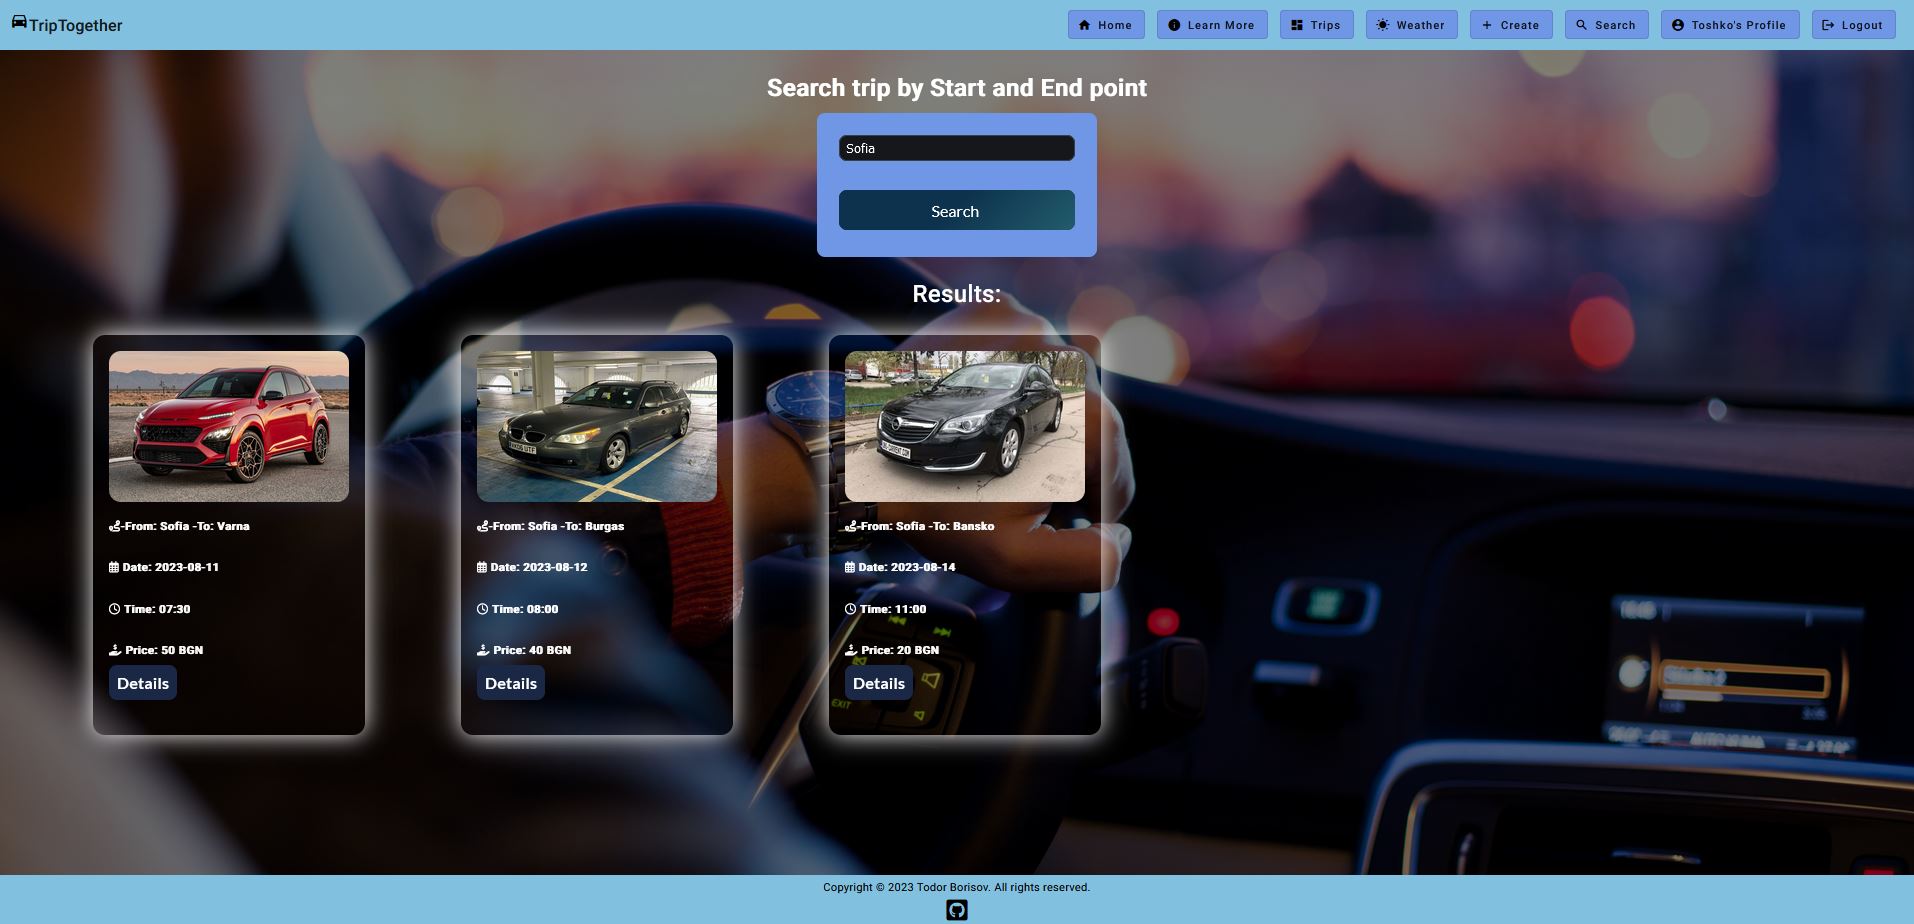 TripTogether
Home
Learn More
Trips
Weather
Create
Search
Toshko's Profile
Logout
Search trip by Start and End point
Sofia
Search
Results:
-From: Sofia -To: Varna
Date: 2023-08-11
Time: 07:30
Price: 50 BGN
Details
-From: Sofia -To: Burgas
Date: 2023-08-12
Time: 08:00
Price: 40 BGN
Details
-From: Sofia -To: Bansko
Date: 2023-08-14
Time: 11:00
Price: 20 BGN
Details
EXIT
Copyright © 2023 Todor Borisov. All rights reserved.